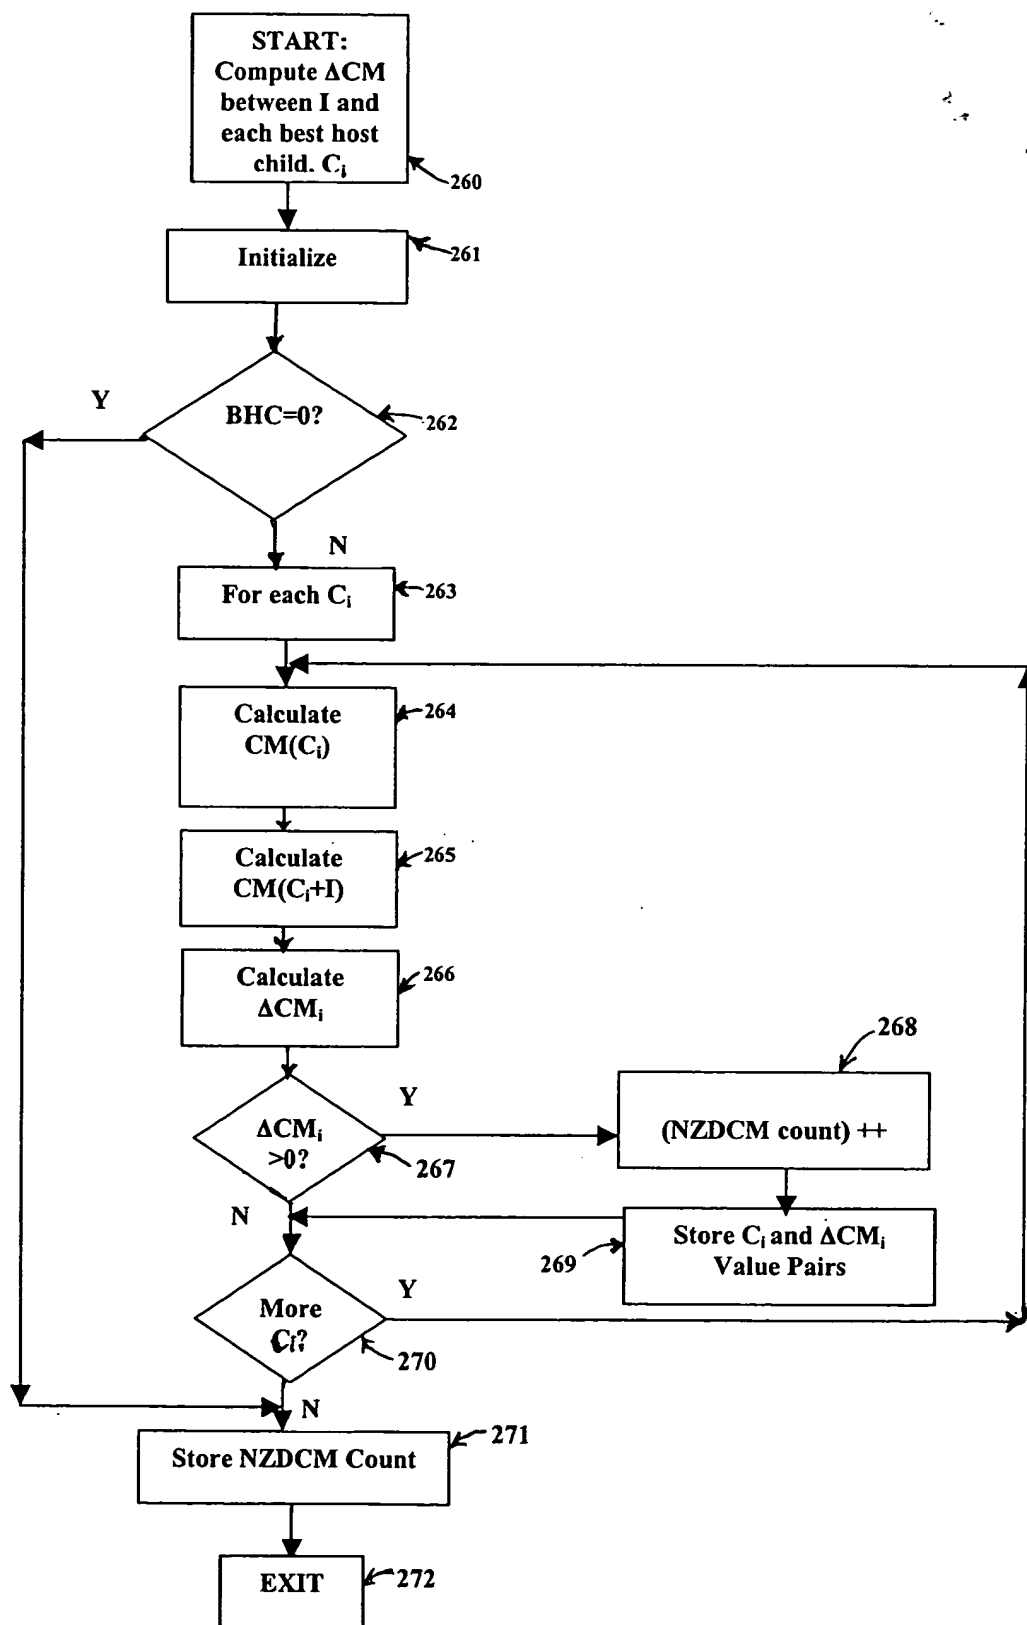 START:
Compute ΔCM
between I and
each best host
child. Cᵢ
260
Initialize
261
Y
BHC=0?
262
N
For each Cᵢ
263
Calculate
CM(Cᵢ)
264
Calculate
CM(Cᵢ+I)
265
Calculate
ΔCMᵢ
266
268
Y
ΔCMᵢ
>0?
267
(NZDCM count) ++
N
Store Cᵢ and ΔCMᵢ
Value Pairs
269
Y
More
Cᵢ?
270
N
271
Store NZDCM Count
EXIT
272